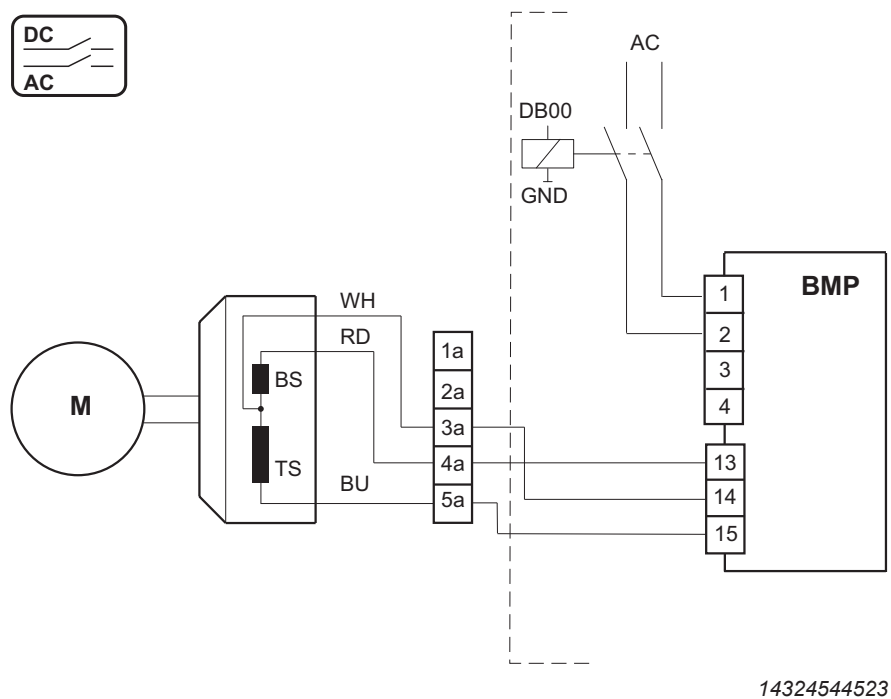 DC
AC
AC
DB00
GND
BMP
1
2
3
4
13
14
15
WH
RD
BS
TS
BU
M
1a
2a
3a
4a
5a
14324544523